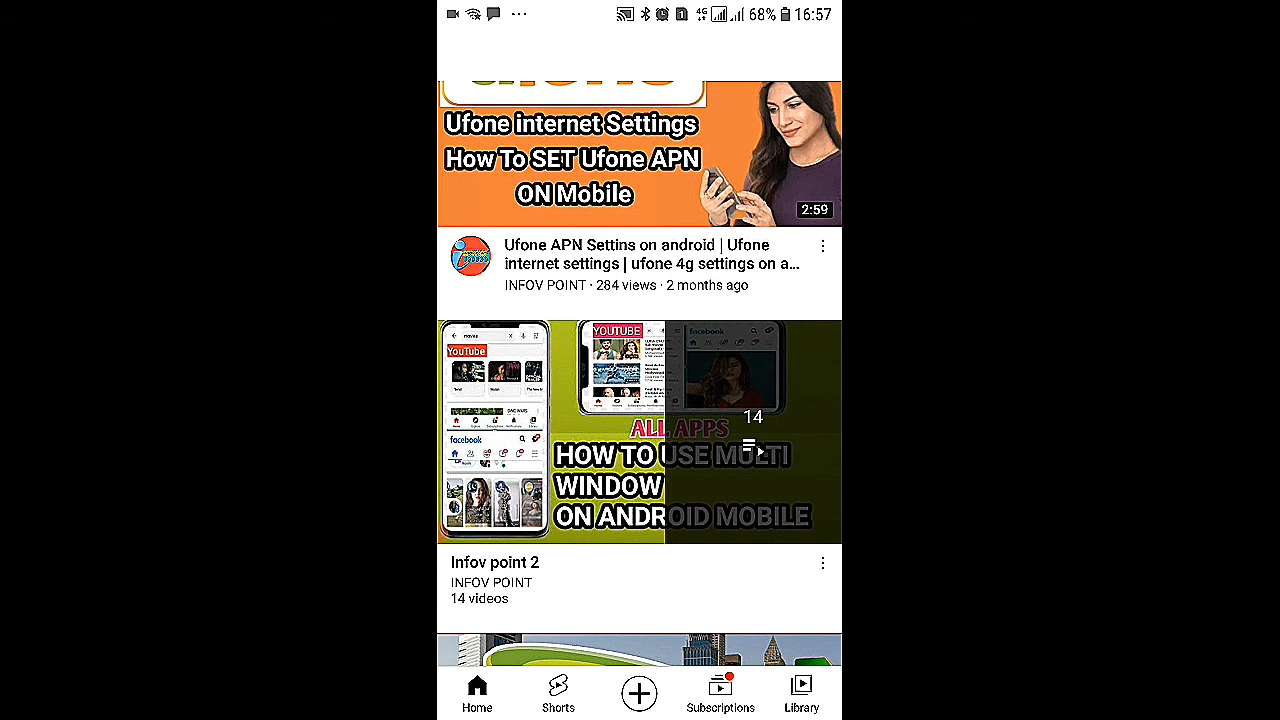 4G
68%
16:57
Ufone internet Settings
How To SET Ufone APN
ON Mobile
2:59
Ufone APN Settins on android | Ufone
internet settings | ufone 4g settings on a...
INFOV POINT · 284 views · 2 months ago
movies
YouTube
facebook
YOUTUBE
facebook
14
ALL APPS
HOW TO USE MULTI
WINDOW
ON ANDROID MOBILE
Infov point 2
INFOV POINT
14 videos
Home
Shorts
Subscriptions
Library